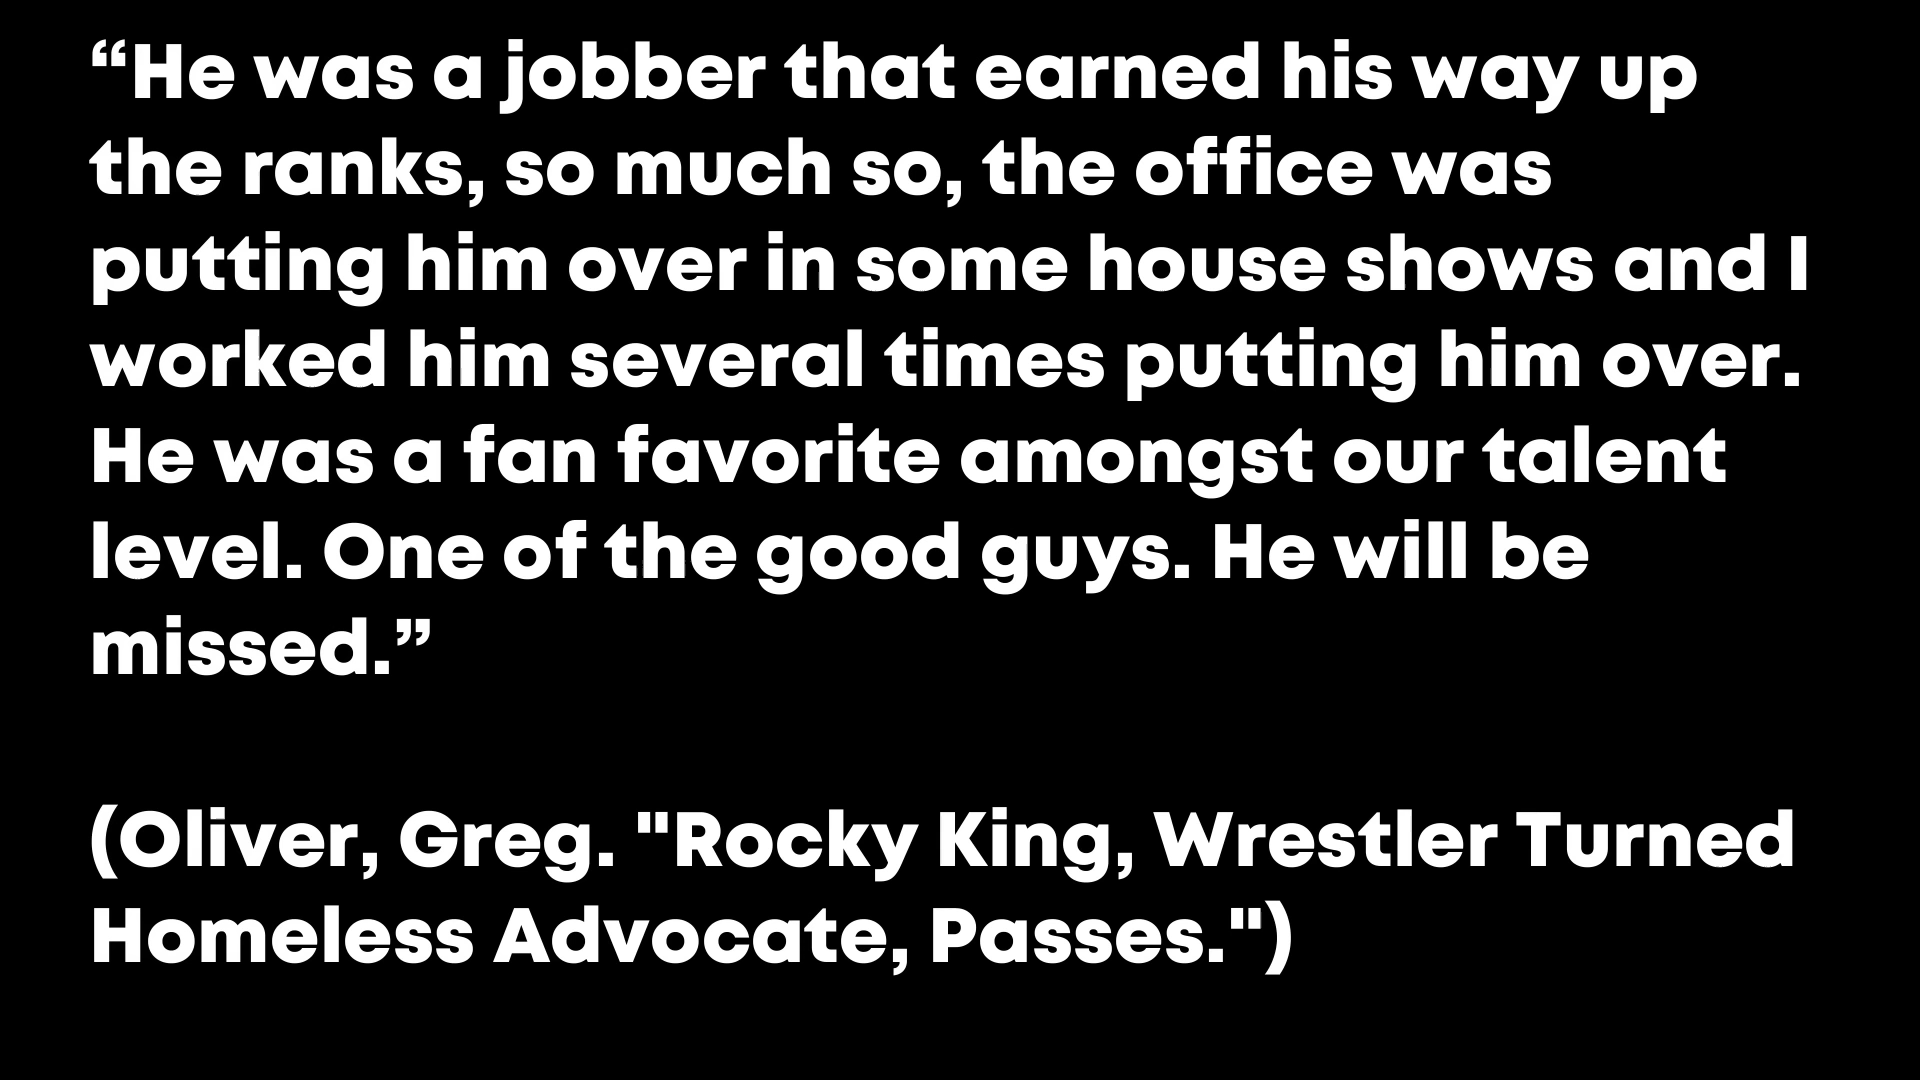 “He was a jobber that earned his way up
the ranks, so much so, the office was
putting him over in some house shows and I
worked him several times putting him over.
He was a fan favorite amongst our talent
level. One of the good guys. He will be
missed.”
(Oliver, Greg. "Rocky King, Wrestler Turned
Homeless Advocate, Passes.")